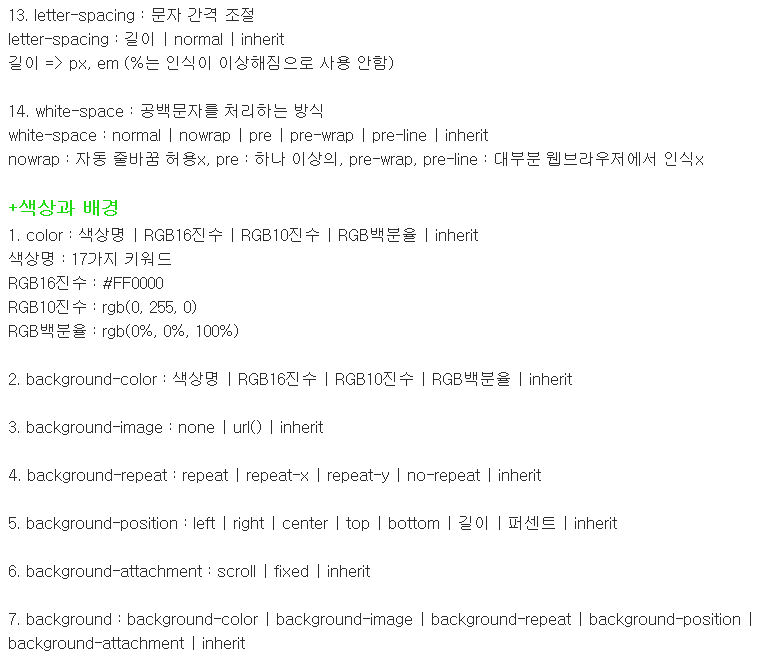 13. letter-spacing : 문자 간격 조절
letter-spacing : 길이 | normal | inherit
길이 => px, em (%는 인식이 이상해짐으로 사용 안함)
14. white-space : 공백문자를 처리하는 방식
white-space : normal | nowrap | pre | pre-wrap | pre-line | inherit
nowrap : 자동 줄바꿈 허용x, pre : 하나 이상의, pre-wrap, pre-line : 대부분 웹브라우저에서 인식x
+색상과 배경
1. color : 색상명 | RGB16진수 | RGB10진수 | RGB백분율 | inherit
색상명 : 17가지 키워드
RGB16진수 : #FF0000
RGB10진수 : rgb(0, 255, 0)
RGB백분율 : rgb(0%, 0%, 100%)
2. background-color : 색상명 | RGB16진수 | RGB10진수 | RGB백분율 | inherit
3. background-image : none | url() | inherit
4. background-repeat : repeat | repeat-x | repeat-y | no-repeat | inherit
5. background-position : left | right | center | top | bottom | 길이 | 퍼센트 | inherit
6. background-attachment : scroll | fixed | inherit
7. background : background-color | background-image | background-repeat | background-position |
background-attachment | inherit